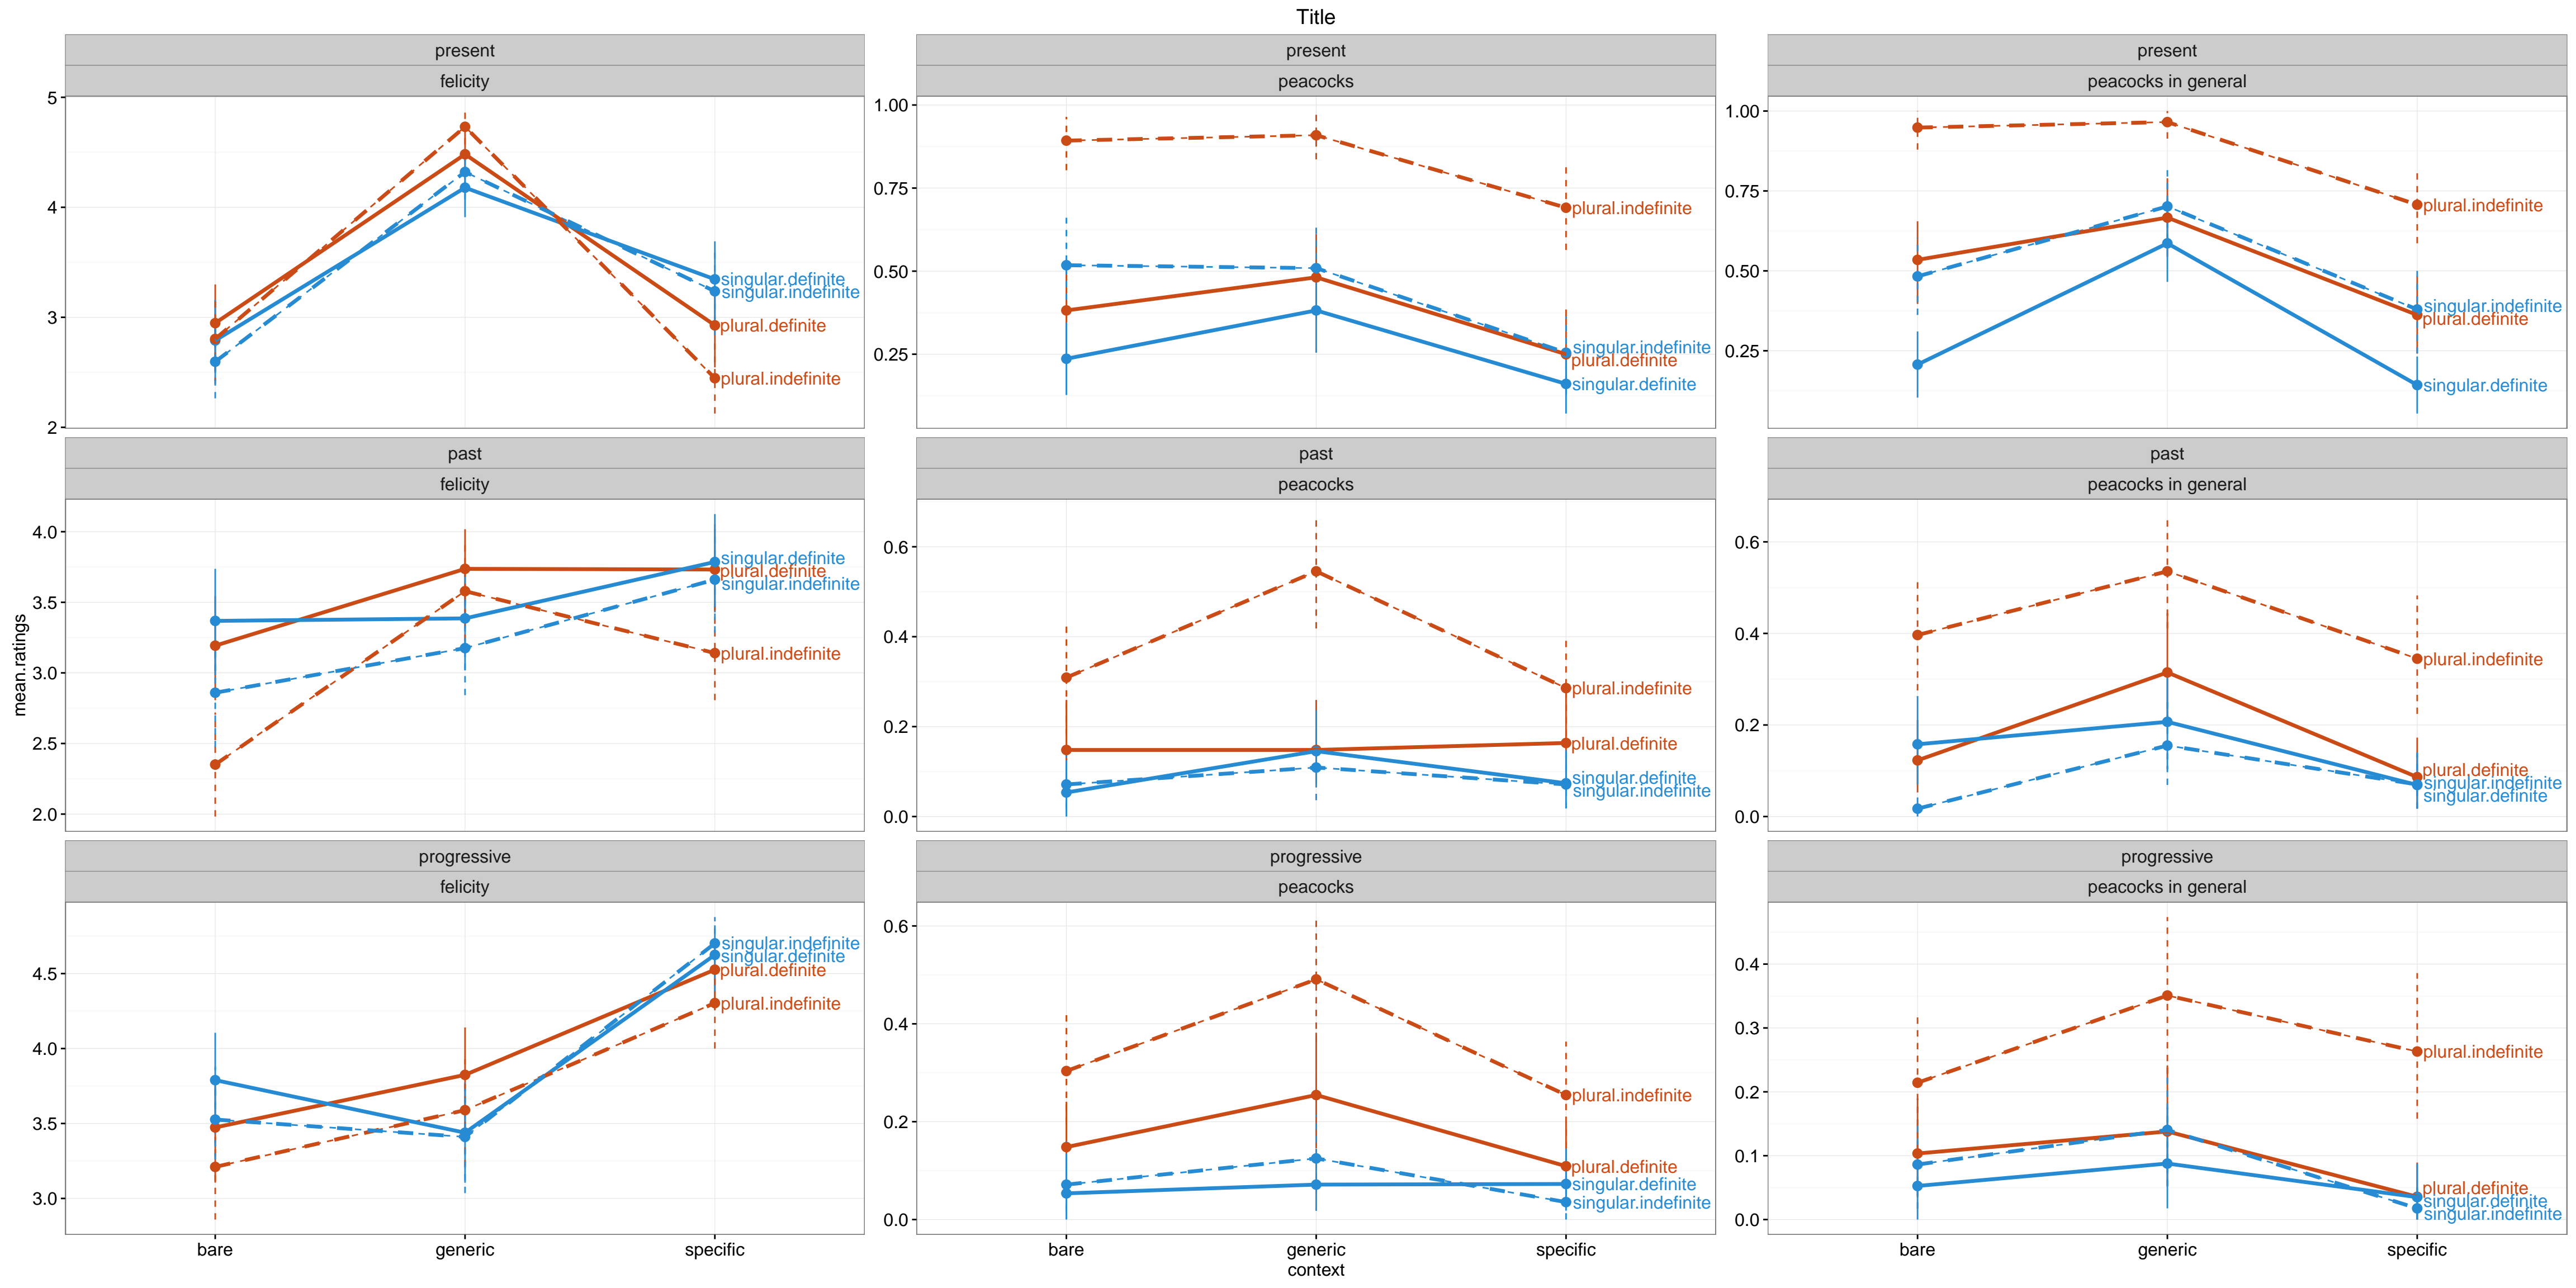 Title
present
felicity
present
peacocks
present
peacocks in general
5
4
3
2
singular.definite
singular.indefinite
plural.definite
plural.indefinite
1.00
0.75
0.50
0.25
plural.indefinite
singular.indefinite
plural.definite
singular.definite
1.00
0.75
0.50
0.25
plural.indefinite
singular.indefinite
plural.definite
singular.definite
past
felicity
past
peacocks
past
peacocks in general
mean.ratings
4.0
3.5
3.0
2.5
2.0
singular.definite
plural.definite
singular.indefinite
plural.indefinite
0.6
0.4
0.2
0.0
plural.indefinite
plural.definite
singular.definite
singular.indefinite
0.6
0.4
0.2
0.0
plural.indefinite
plural.definite
singular.indefinite
singular.definite
progressive
felicity
progressive
peacocks
progressive
peacocks in general
4.5
4.0
3.5
3.0
singular.indefinite
singular.definite
plural.definite
plural.indefinite
0.6
0.4
0.2
0.0
plural.indefinite
plural.definite
singular.definite
singular.indefinite
0.4
0.3
0.2
0.1
0.0
plural.indefinite
plural.definite
singular.definite
singular.indefinite
bare generic specific
bare generic specific
bare generic specific
context